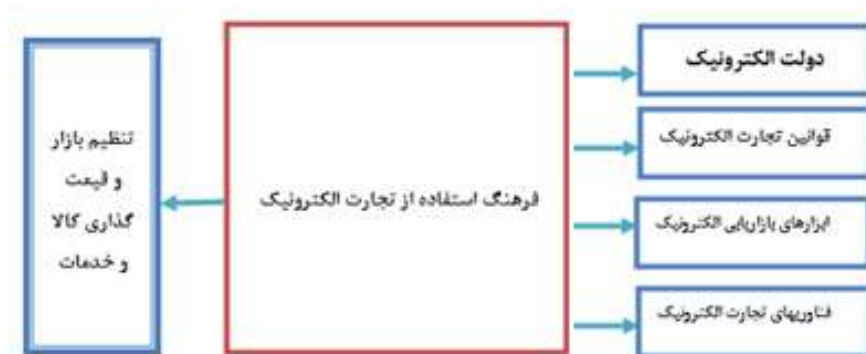 دولت الکترونیک
قوانین تجارت الکترونیک
ابزارهای بازاریابی الکترونیک
فناوریهای تجارت الکترونیک
فرهنگ استفاده از تجارت الکترونیک
تنظیم بازار
و قیمت
گذاری کالا
و خدمات